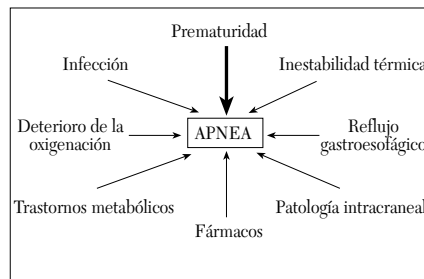 Prematuridad
Infección
Inestabilidad térmica
Deterioro de la
oxigenación
APNEA
Reflujo
gastroesofágico
Trastornos metabólicos
Patología intracraneal
Fármacos